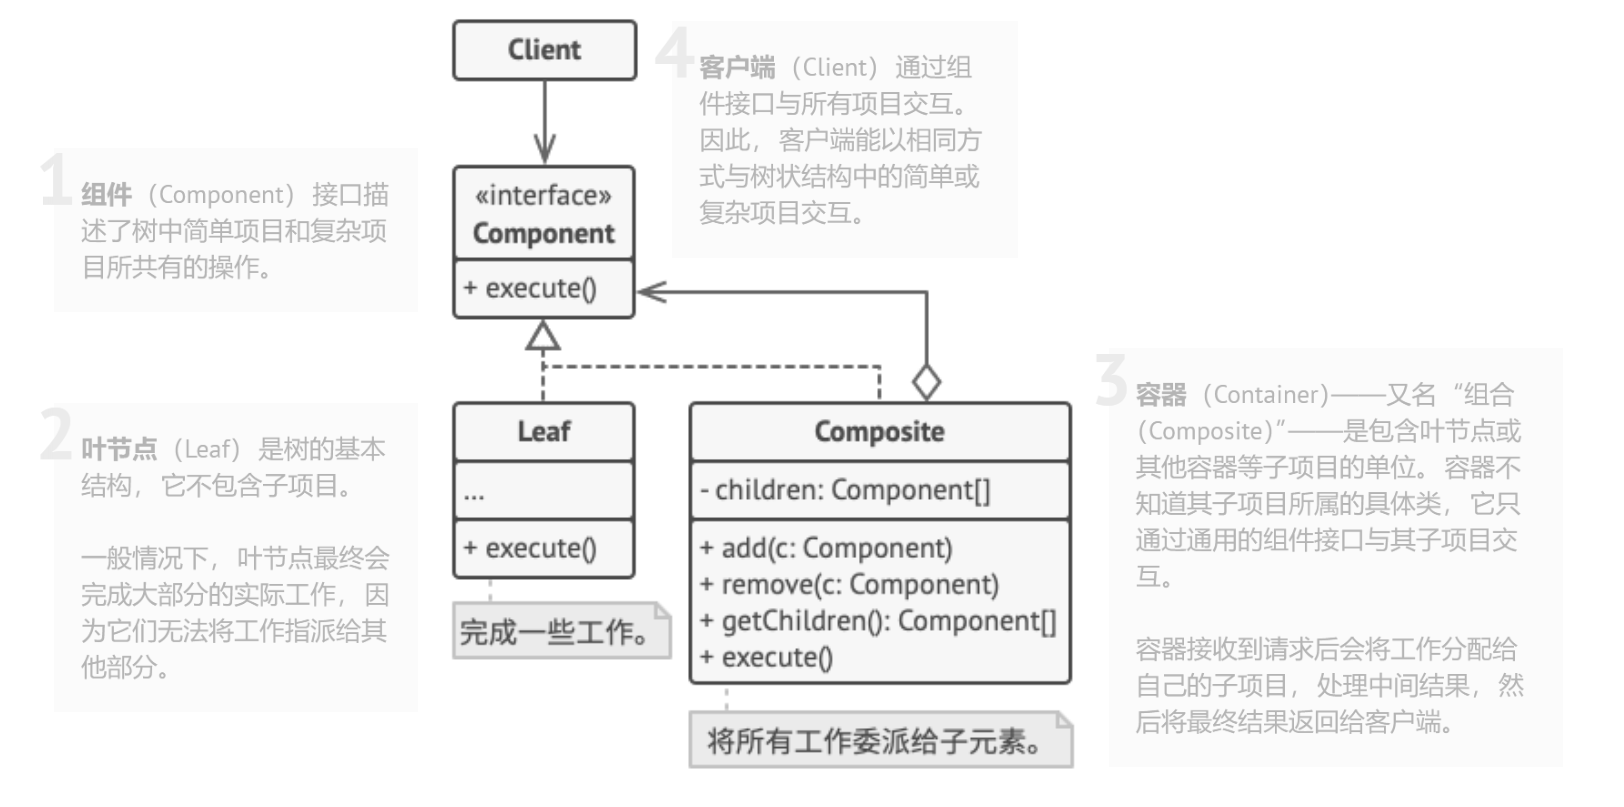 Client
4
客户端（Client）通过组
件接口与所有项目交互。
因此，客户端能以相同方
式与树状结构中的简单或
复杂项目交互。
1
组件（Component）接口描
述了树中简单项目和复杂项
目所共有的操作。
«interface»
Component
+ execute()
2
叶节点（Leaf）是树的基本
结构，它不包含子项目。
一般情况下，叶节点最终会
完成大部分的实际工作，因
为它们无法将工作指派给其
他部分。
Leaf
...
+ execute()
完成一些工作。
Composite
- children: Component[]
+ add(c: Component)
+ remove(c: Component)
+ getChildren(): Component[]
+ execute()
将所有工作委派给子元素。
3
容器（Container)——又名“组合
（Composite)”——是包含叶节点或
其他容器等子项目的单位。容器不
知道其子项目所属的具体类，它只
通过通用的组件接口与其子项目交
互。
容器接收到请求后会将工作分配给
自己的子项目，处理中间结果，然
后将最终结果返回给客户端。